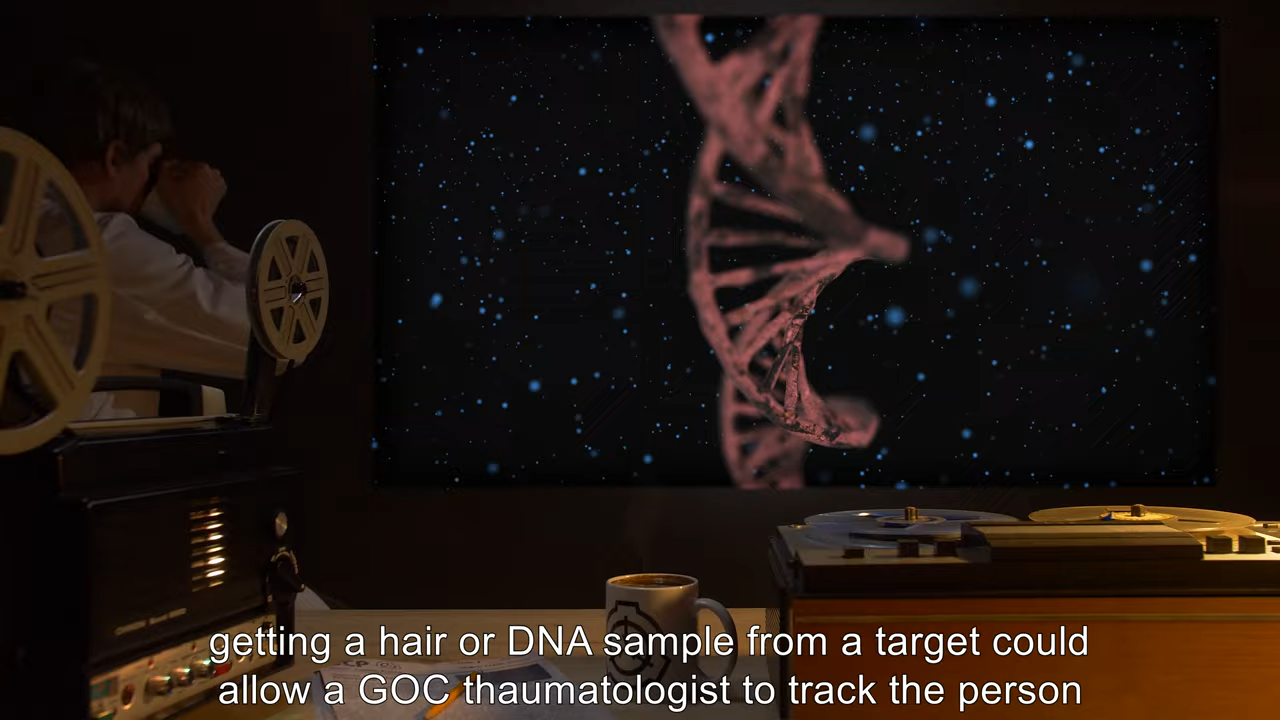 getting a hair or DNA sample from a target could
allow a GOC thaumatologist to track the person